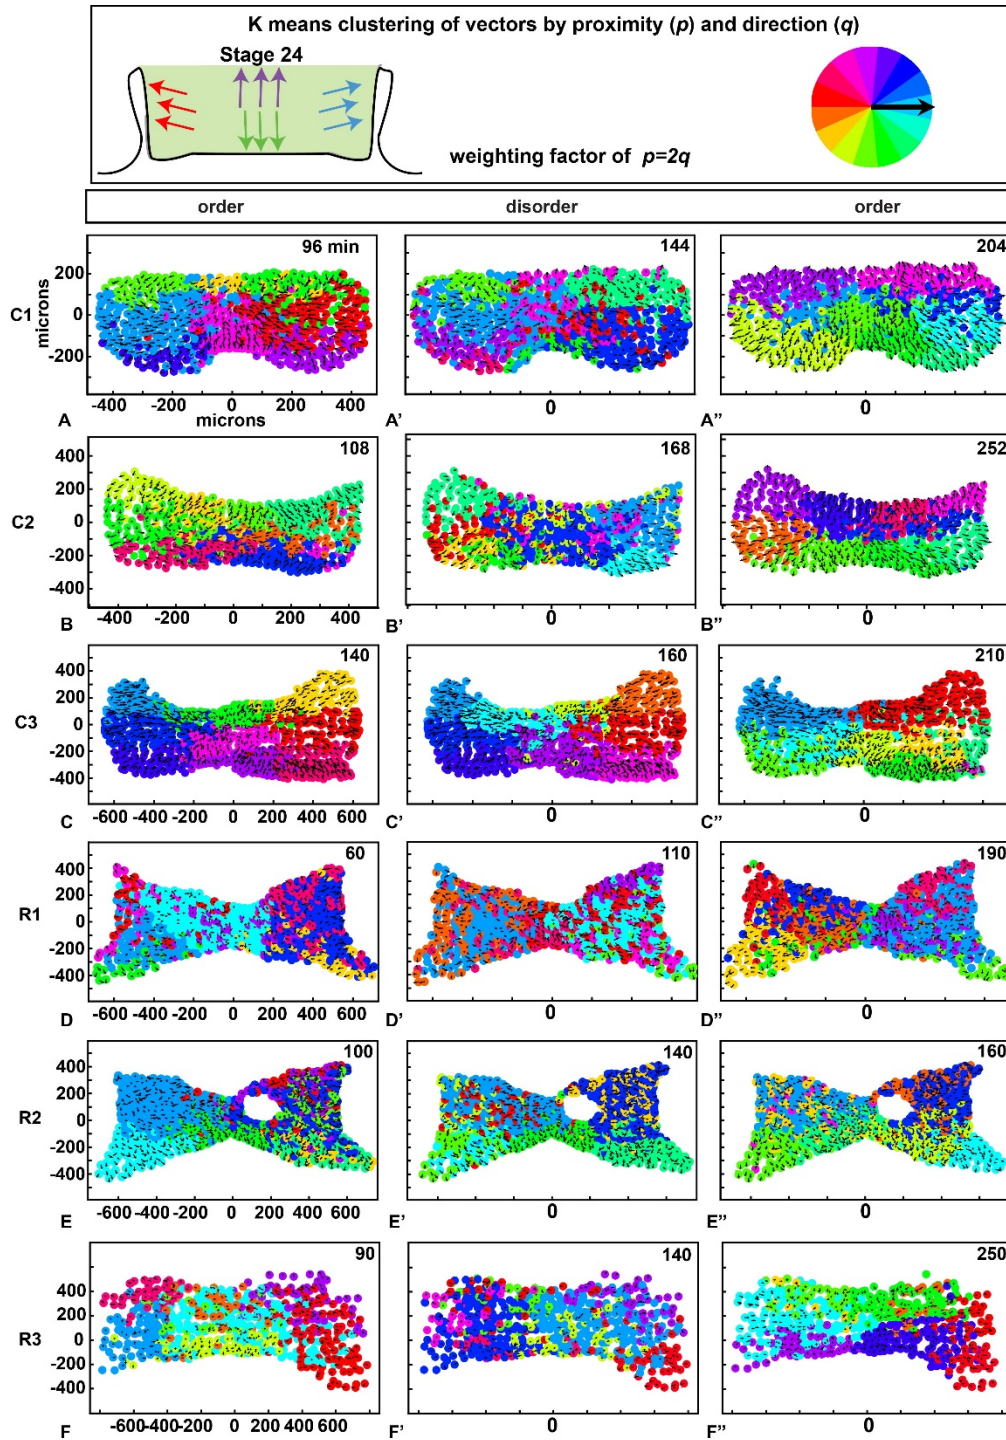 K means clustering of vectors by proximity (p) and direction (q)
Stage 24
weighting factor of p=2q
order disorder order
96 min 144 204
200
0
-200
C1 microns
-400 -200 0 200 400 0 0
microns
A A' A"
108 168 252
400
200
0
-200
-400
C2
-400 -200 0 200 400 0 0
B B' B"
140 160 210
400
200
0
-200
-400
C3
-600 -400 -200 0 200 400 600 0 0
C C' C"
60 110 190
400
200
0
-200
-400
R1
-600 -400 -200 0 200 400 600 0 0
D D' D"
100 140 160
400
200
0
-200
-400
R2
-600 -400 -200 0 200 400 600 0 0
E E' E"
90 140 250
400
200
0
-200
-400
R3
-600 -400 -200 0 200 400 600 0 0
F F' F"